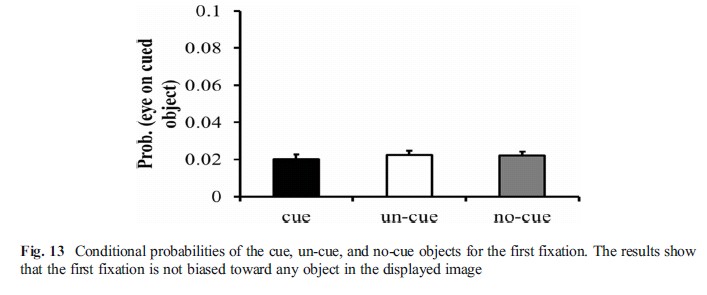 0.1
0.08
0.06
0.04
0.02
0
Prob. (eye on cued
object)
cue
un-cue
no-cue
Fig. 13 Conditional probabilities of the cue, un-cue, and no-cue objects for the first fixation. The results show
that the first fixation is not biased toward any object in the displayed image